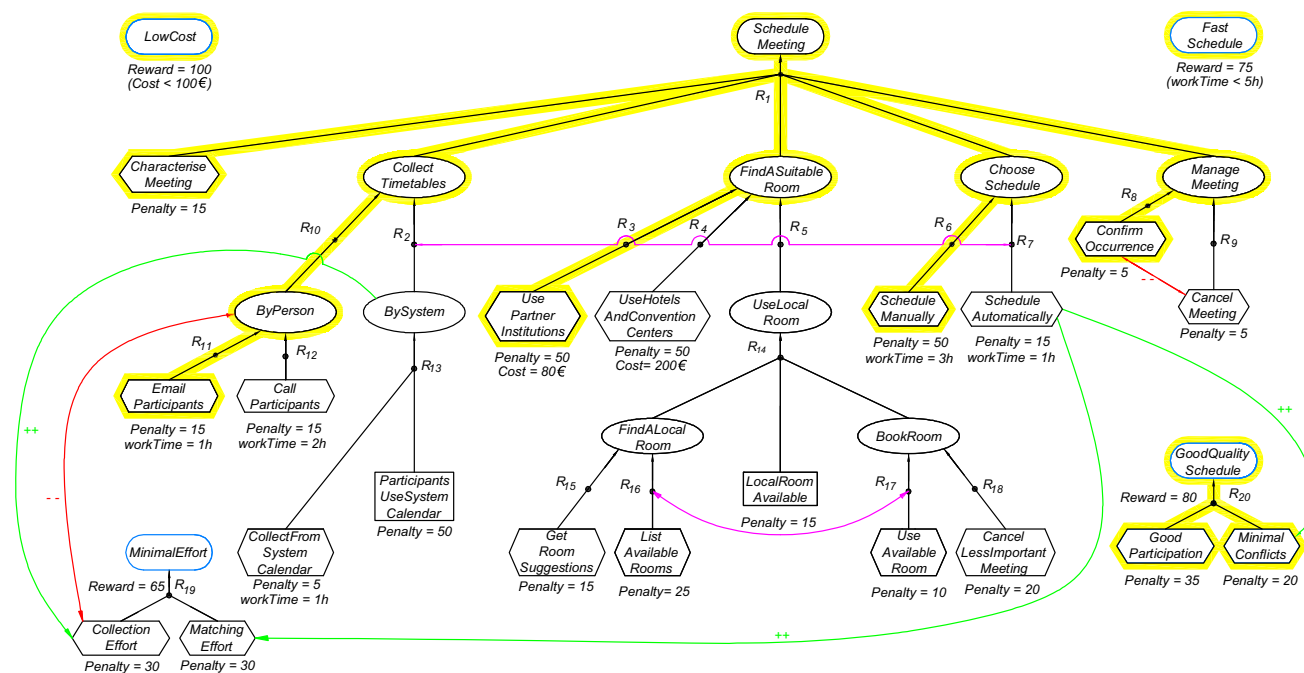 LowCost
Reward = 100
(Cost < 100€)
Schedule
Meeting
Fast
Schedule
Reward = 75
(workTime < 5h)
R1
Characterise
Meeting
Penalty = 15
Collect
Timetables
FindASuitable
Room
Choose
Schedule
Manage
Meeting
R10
R2
R3
R4
R5
R6
R7
R8
R9
Confirm
Occurrence
Penalty = 5
--
Cancel
Meeting
Penalty = 5
ByPerson
BySystem
Use
Partner
Institutions
Penalty = 50
Cost = 80€
UseHotels
AndConvention
Centers
Penalty = 50
Cost= 200€
UseLocal
Room
Schedule
Manually
Penalty = 50
workTime = 3h
Schedule
Automatically
Penalty = 15
workTime = 1h
R11
R12
R13
R14
Email
Participants
Penalty = 15
workTime = 1h
Call
Participants
Penalty = 15
workTime = 2h
++
++
FindALocal
Room
BookRoom
GoodQuality
Schedule
Reward = 80
R20
--
Participants
UseSystem
Calendar
Penalty = 50
R15
R16
LocalRoom
Available
Penalty = 15
R17
R18
MinimalEffort
Reward = 65
R19
CollectFrom
System
Calendar
Penalty = 5
workTime = 1h
Get
Room
Suggestions
Penalty = 15
List
Available
Rooms
Penalty = 25
Use
Available
Room
Penalty = 10
Cancel
LessImportant
Meeting
Penalty = 20
Good
Participation
Penalty = 35
Minimal
Conflicts
Penalty = 20
Collection
Effort
Penalty = 30
Matching
Effort
Penalty = 30
++